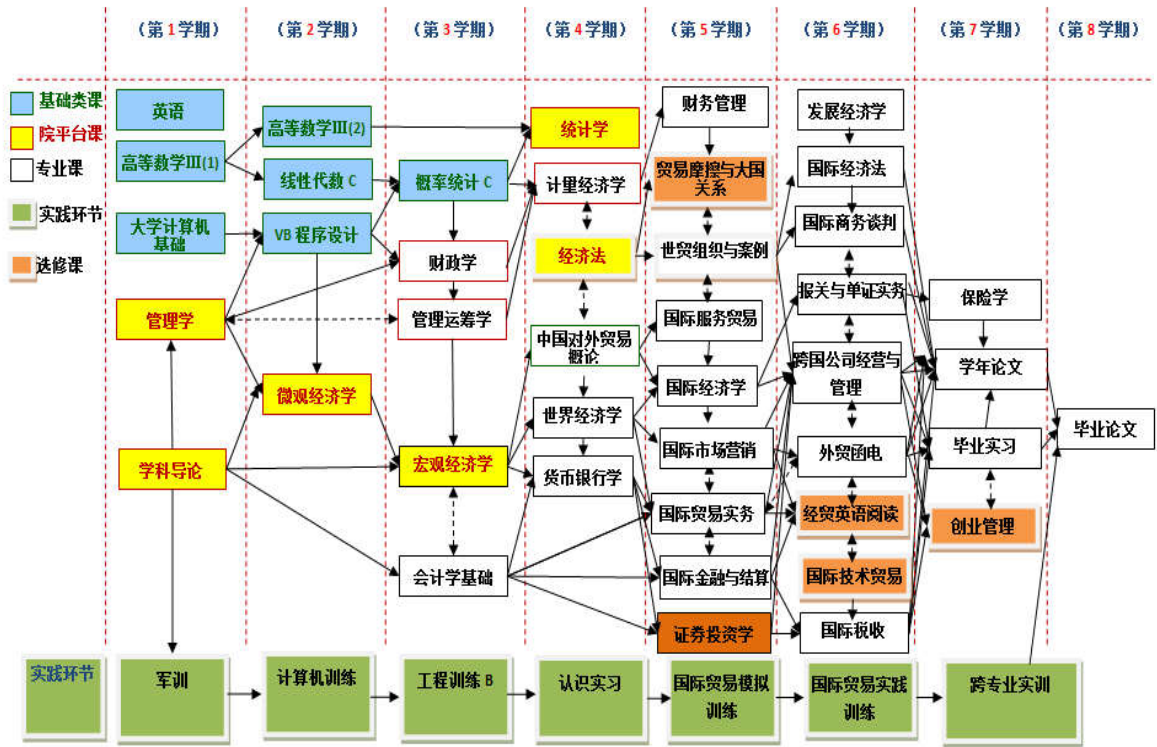 （第1学期）
（第2学期）
（第3学期）
（第4学期）
（第5学期）
（第6学期）
（第7学期）
（第8学期）
基础类课
院平台课
专业课
实践环节
选修课
英语
高等数学III(1)
大学计算机
基础
管理学
学科导论
高等数学III(2)
线性代数 C
VB 程序设计
微观经济学
概率统计 C
财政学
管理运筹学
宏观经济学
会计学基础
统计学
计量经济学
经济法
中国对外贸易
概论
世界经济学
货币银行学
财务管理
贸易摩擦与大国
关系
世贸组织与案例
国际服务贸易
国际经济学
国际市场营销
国际贸易实务
国际金融与结算
证券投资学
发展经济学
国际经济法
国际商务谈判
报关与单证实务
跨国公司经营与
管理
外贸函电
经贸英语阅读
国际技术贸易
国际税收
保险学
学年论文
毕业实习
创业管理
毕业论文
实践环节
军训
计算机训练
工程训练 B
认识实习
国际贸易模拟
训练
国际贸易实践
训练
跨专业实训